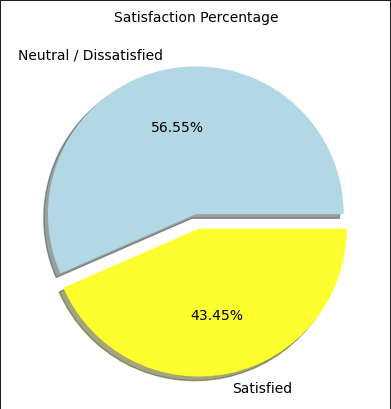 Satisfaction Percentage
Neutral / Dissatisfied
56.55%
43.45%
Satisfied